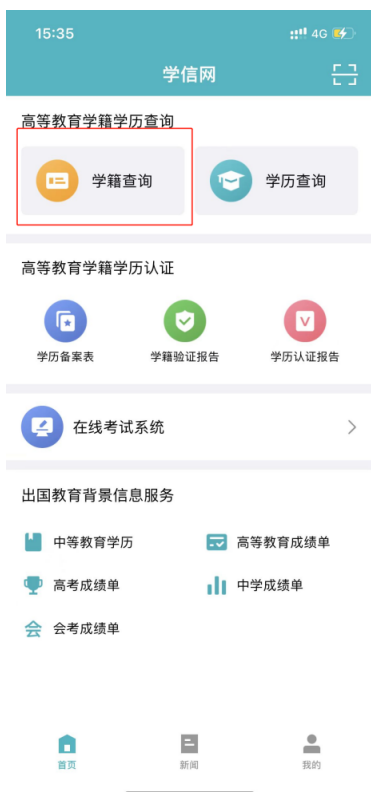 15:35
4G
学信网
高等教育学籍学历查询
学籍查询
学历查询
高等教育学籍学历认证
学历备案表
学籍验证报告
学历认证报告
在线考试系统
出国教育背景信息服务
中等教育学历
高等教育成绩单
高考成绩单
中学成绩单
会
会考成绩单
首页
新闻
我的